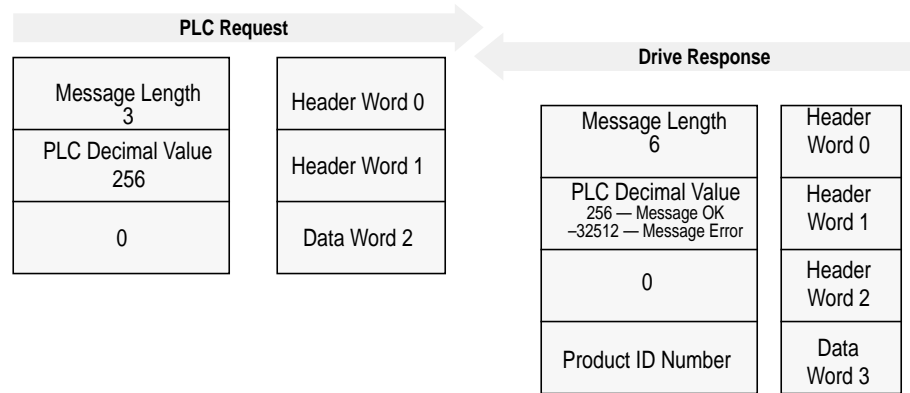 PLC Request
Message Length
3
Header Word 0
PLC Decimal Value
256
Header Word 1
0
Data Word 2
Drive Response
Message Length
6
Header
Word 0
PLC Decimal Value
256 — Message OK
–32512 — Message Error
Header
Word 1
0
Header
Word 2
Product ID Number
Data
Word 3